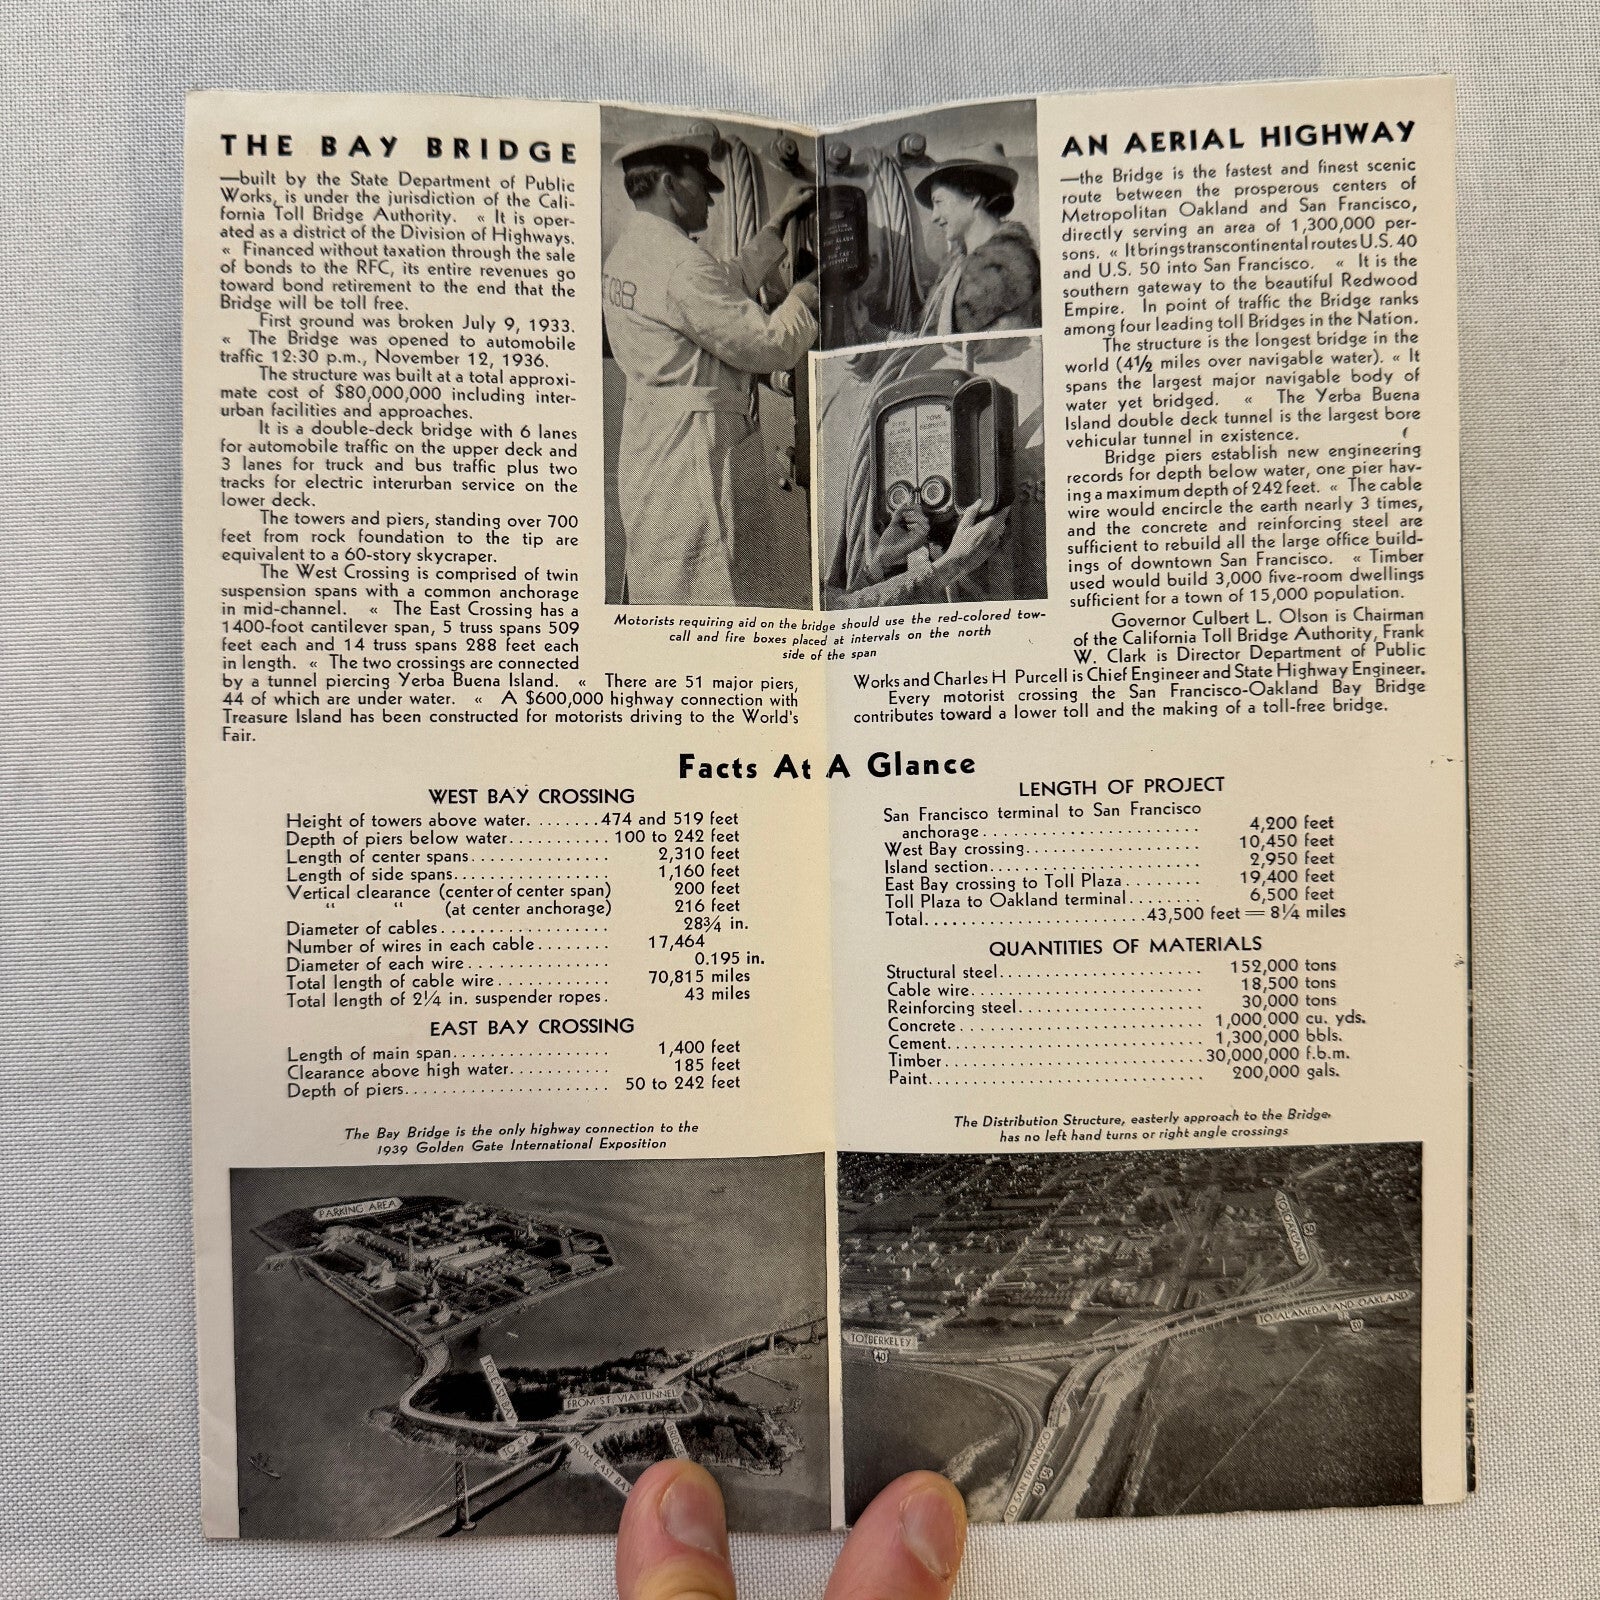 THE BAY BRIDGE
—built by the State Department of Public
Works, is under the jurisdiction of the Cali-
fornia Toll Bridge Authority. « It is oper-
ated as a district of the Division of Highways.
« Financed without taxation through the sale
of bonds to the RFC, its entire revenues go
toward bond retirement to the end that the
Bridge will be toll free.
First ground was broken July 9, 1933.
« The Bridge was opened to automobile
traffic 12:30 p.m., November 12, 1936.
The structure was built at a total approxi-
mate cost of $80,000,000 including inter-
urban facilities and approaches.
It is a double-deck bridge with 6 lanes
for automobile traffic on the upper deck and
3 lanes for truck and bus traffic plus two
tracks for electric interurban service on the
lower deck.
The towers and piers, standing over 700
feet from rock foundation to the tip are
equivalent to a 60-story skycraper.
The West Crossing is comprised of twin
suspension spans with a common anchorage
in mid-channel. « The East Crossing has a
1400-foot cantilever span, 5 truss spans 509
feet each and 14 truss spans 288 feet each
in length. « The two crossings are connected
by a tunnel piercing Yerba Buena Island. « There are 51 major piers,
44 of which are under water. « A $600,000 highway connection with
Treasure Island has been constructed for motorists driving to the World's
Fair.
FIRE ALARM
TOW
SERVICE
Motorists requiring aid on the bridge should use the red-colored tow-
call and fire boxes placed at intervals on the north
side of the span
AN AERIAL HIGHWAY
—the Bridge is the fastest and finest scenic
route between the prosperous centers of
Metropolitan Oakland and San Francisco,
directly serving an area of 1,300,000 per-
sons. « It brings transcontinental routes U.S. 40
and U.S. 50 into San Francisco. « It is the
southern gateway to the beautiful Redwood
Empire. In point of traffic the Bridge ranks
among four leading toll Bridges in the Nation.
The structure is the longest bridge in the
world (4½ miles over navigable water). « It
spans the largest major navigable body of
water yet bridged. « The Yerba Buena
Island double deck tunnel is the largest bore
vehicular tunnel in existence.
Bridge piers establish new engineering
records for depth below water, one pier hav-
ing a maximum depth of 242 feet. « The cable
wire would encircle the earth nearly 3 times,
and the concrete and reinforcing steel are
sufficient to rebuild all the large office build-
ings of downtown San Francisco. « Timber
used would build 3,000 five-room dwellings
sufficient for a town of 15,000 population.
Governor Culbert L. Olson is Chairman
of the California Toll Bridge Authority, Frank
W. Clark is Director Department of Public
Works and Charles H Purcell is Chief Engineer and State Highway Engineer.
Every motorist crossing the San Francisco-Oakland Bay Bridge
contributes toward a lower toll and the making of a toll-free bridge.
Facts At A Glance
WEST BAY CROSSING
Height of towers above water........474 and 519 feet
Depth of piers below water...........100 to 242 feet
Length of center spans............... 2,310 feet
Length of side spans................. 1,160 feet
Vertical clearance (center of center span) 200 feet
" " (at center anchorage) 216 feet
Diameter of cables................... 28¾ in.
Number of wires in each cable........ 17,464
Diameter of each wire................ 0.195 in.
Total length of cable wire............ 70,815 miles
Total length of 2¼ in. suspender ropes. 43 miles
EAST BAY CROSSING
Length of main span................. 1,400 feet
Clearance above high water........... 185 feet
Depth of piers....................... 50 to 242 feet
LENGTH OF PROJECT
San Francisco terminal to San Francisco
anchorage........................ 4,200 feet
West Bay crossing................... 10,450 feet
Island section....................... 2,950 feet
East Bay crossing to Toll Plaza........ 19,400 feet
Toll Plaza to Oakland terminal........ 6,500 feet
Total.........................43,500 feet = 8¼ miles
QUANTITIES OF MATERIALS
Structural steel...................... 152,000 tons
Cable wire.......................... 18,500 tons
Reinforcing steel.................... 30,000 tons
Concrete........................... 1,000,000 cu. yds.
Cement............................ 1,300,000 bbls.
Timber............................30,000,000 f.b.m.
Paint.............................. 200,000 gals.
The Bay Bridge is the only highway connection to the
1939 Golden Gate International Exposition
The Distribution Structure, easterly approach to the Bridge,
has no left hand turns or right angle crossings
PARKING AREA
TO EAST BAY
FROM S.F. VIA TUNNEL
TO S.F.
FROM EAST BAY
BRIDGE
TO OAKLAND
50
TO ALAMEDA AND OAKLAND
TO BERKELEY
40
TO SAN FRANCISCO
40 50